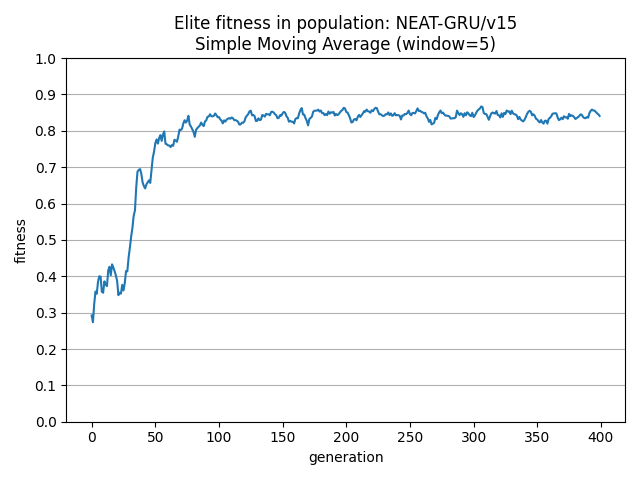 Elite fitness in population: NEAT-GRU/v15
Simple Moving Average (window=5)
1.0
0.9
0.8
0.7
0.6
0.5
0.4
0.3
0.2
0.1
0.0
fitness
0 50 100 150 200 250 300 350 400
generation